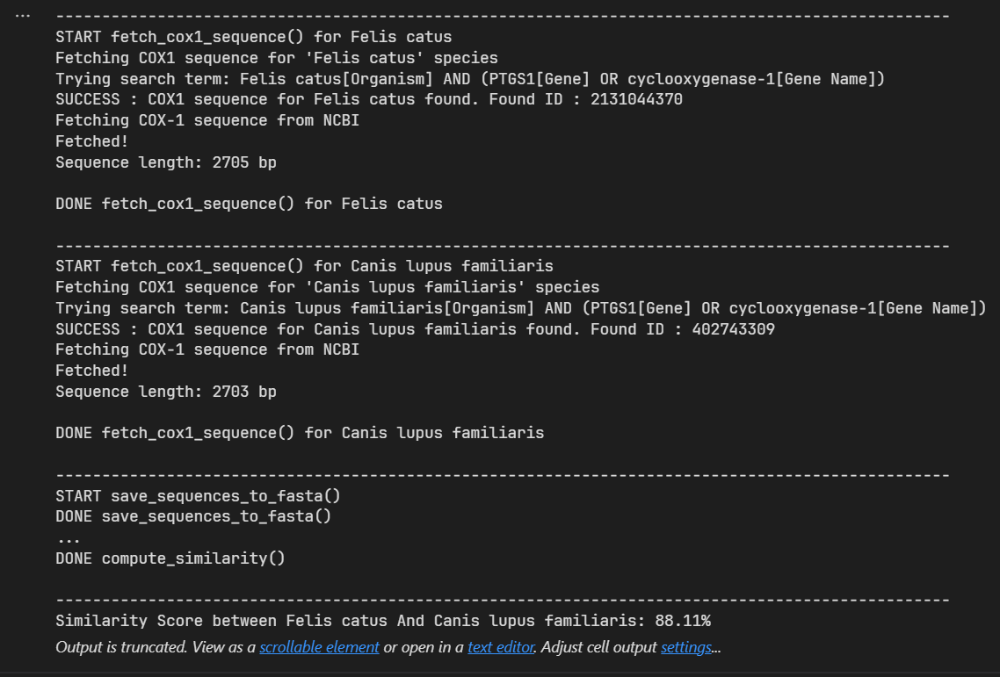 ...
--------------------------------------------------------------------------------------------------
START fetch_cox1_sequence() for Felis catus
Fetching COX1 sequence for 'Felis catus' species
Trying search term: Felis catus[Organism] AND (PTGS1[Gene] OR cyclooxygenase-1[Gene Name])
SUCCESS : COX1 sequence for Felis catus found. Found ID : 2131044370
Fetching COX-1 sequence from NCBI
Fetched!
Sequence length: 2705 bp
DONE fetch_cox1_sequence() for Felis catus
--------------------------------------------------------------------------------------------------
START fetch_cox1_sequence() for Canis lupus familiaris
Fetching COX1 sequence for 'Canis lupus familiaris' species
Trying search term: Canis lupus familiaris[Organism] AND (PTGS1[Gene] OR cyclooxygenase-1[Gene Name])
SUCCESS : COX1 sequence for Canis lupus familiaris found. Found ID : 402743309
Fetching COX-1 sequence from NCBI
Fetched!
Sequence length: 2703 bp
DONE fetch_cox1_sequence() for Canis lupus familiaris
--------------------------------------------------------------------------------------------------
START save_sequences_to_fasta()
DONE save_sequences_to_fasta()
...
DONE compute_similarity()
--------------------------------------------------------------------------------------------------
Similarity Score between Felis catus And Canis lupus familiaris: 88.11%
Output is truncated. View as a scrollable element or open in a text editor. Adjust cell output settings...